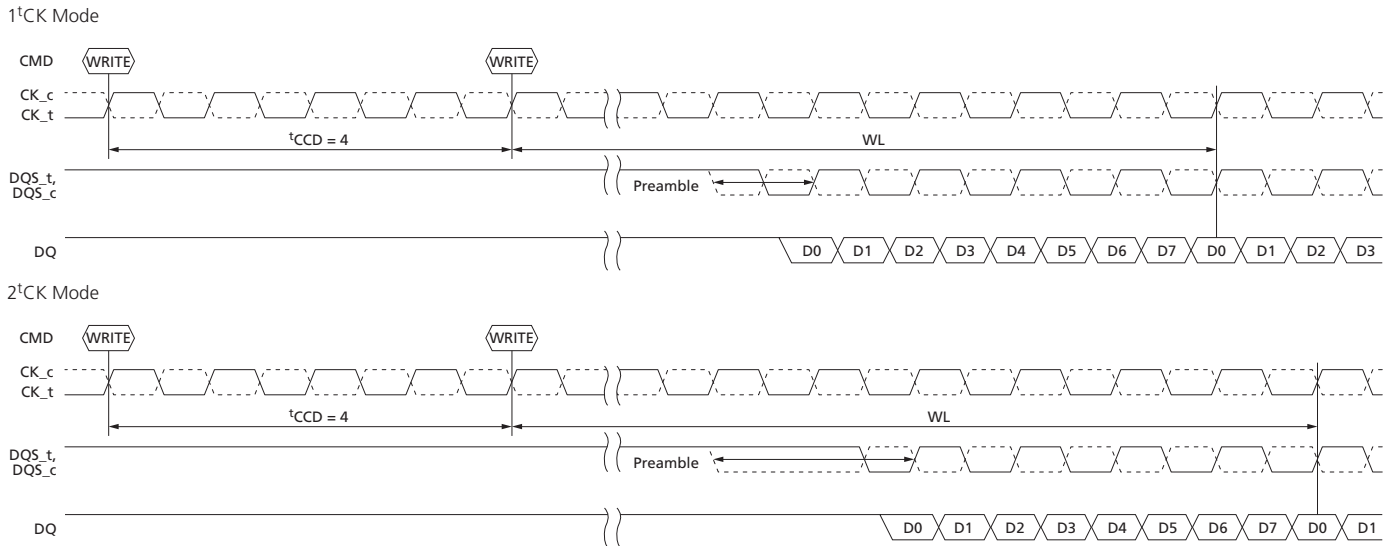 1tCK Mode
CMD WRITE WRITE
CK_c
CK_t
tCCD = 4 WL
DQS_t,
DQS_c
Preamble
DQ D0 D1 D2 D3 D4 D5 D6 D7 D0 D1 D2 D3
2tCK Mode
CMD WRITE WRITE
CK_c
CK_t
tCCD = 4 WL
DQS_t,
DQS_c
Preamble
DQ D0 D1 D2 D3 D4 D5 D6 D7 D0 D1